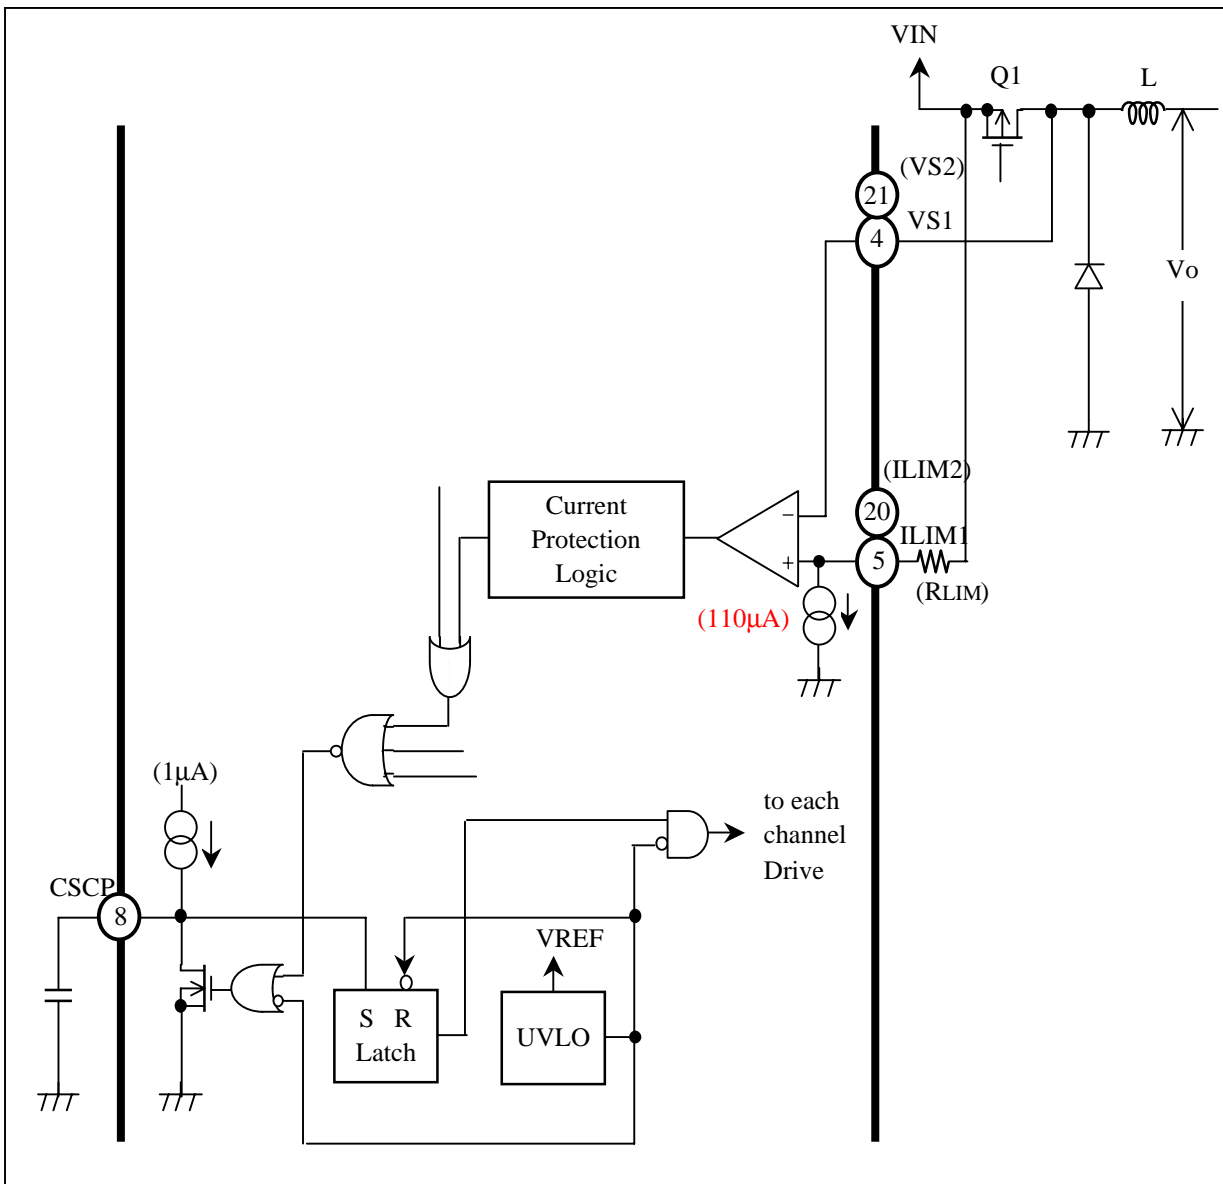 VIN
Q1
L
(VS2)
21
VS1
4
Vo
(ILIM2)
20
ILIM1
5
(RLIM)
Current
Protection
Logic
−
+
(110μA)
(1μA)
to each
channel
Drive
CSCP
8
VREF
S R
Latch
UVLO